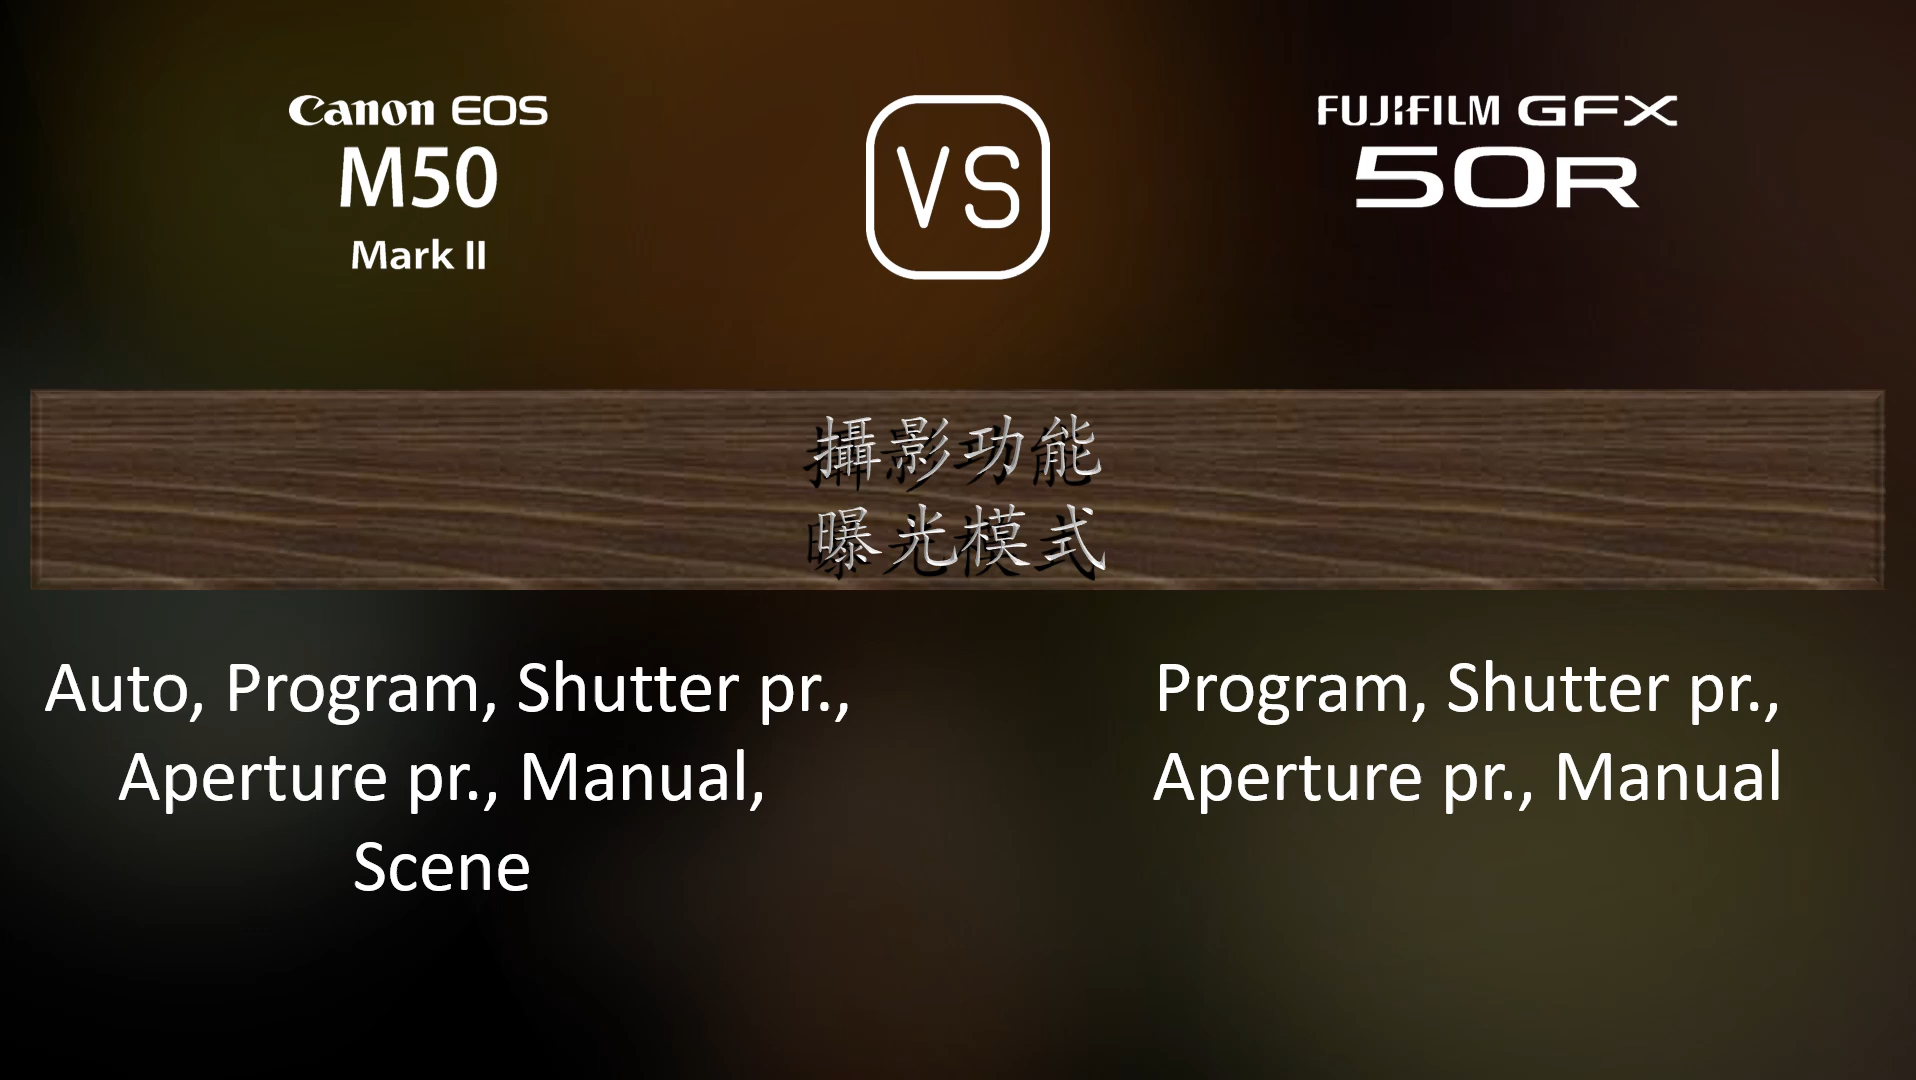 Canon EOS
M50
Mark II
VS
FUJIFILM GFX
50R
攝影功能
曝光模式
Auto, Program, Shutter pr.,
Aperture pr., Manual,
Scene
Program, Shutter pr.,
Aperture pr., Manual